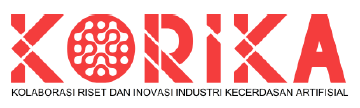 KORIKA
KOLABORASI RISET DAN INOVASI INDUSTRI KECERDASAN ARTIFISIAL